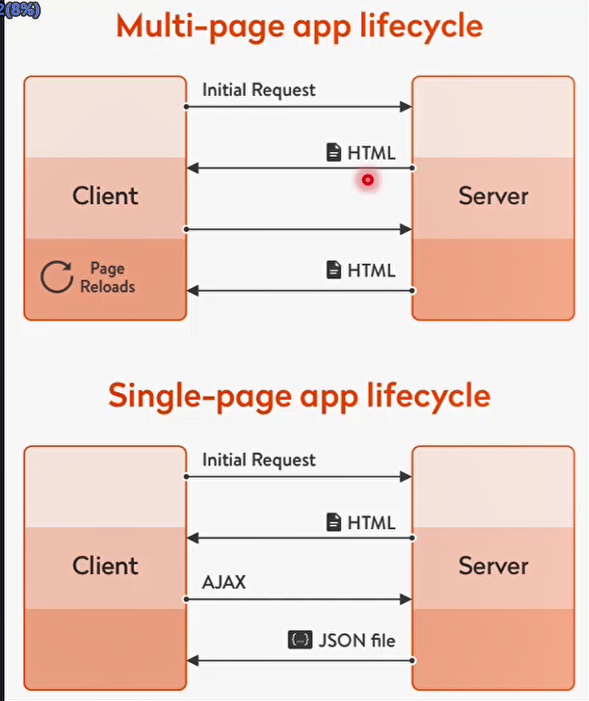 2(8%)
Multi-page app lifecycle
Initial Request
HTML
Client
Server
Page
Reloads
HTML
Single-page app lifecycle
Initial Request
HTML
Client
Server
AJAX
{...} JSON file